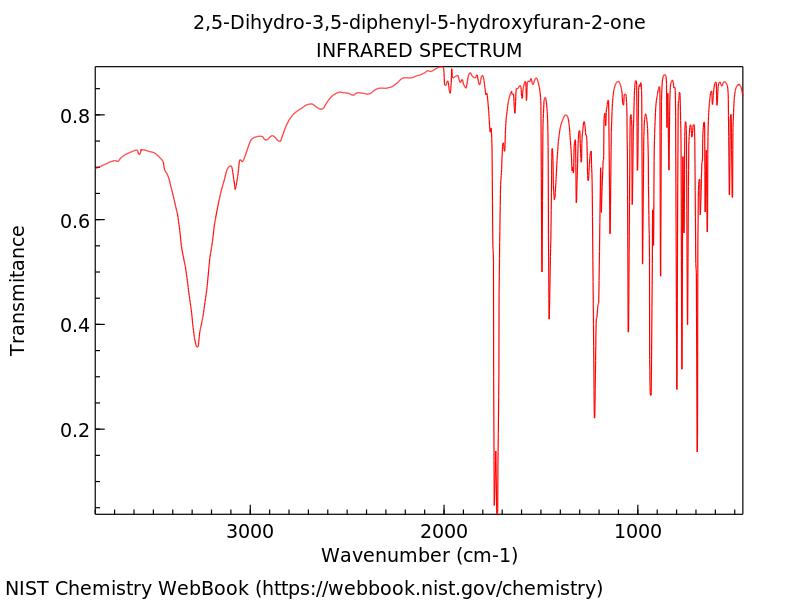 2,5-Dihydro-3,5-diphenyl-5-hydroxyfuran-2-one
INFRARED SPECTRUM
0.8
0.6
0.4
0.2
Transmitance
3000 2000 1000
Wavenumber (cm-1)
NIST Chemistry WebBook (https://webbook.nist.gov/chemistry)